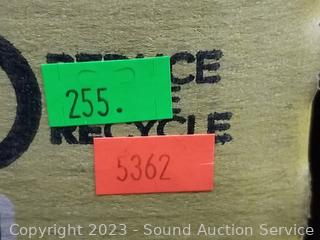 255.
RECYCLE
5362
Copyright 2023 - Sound Auction Service